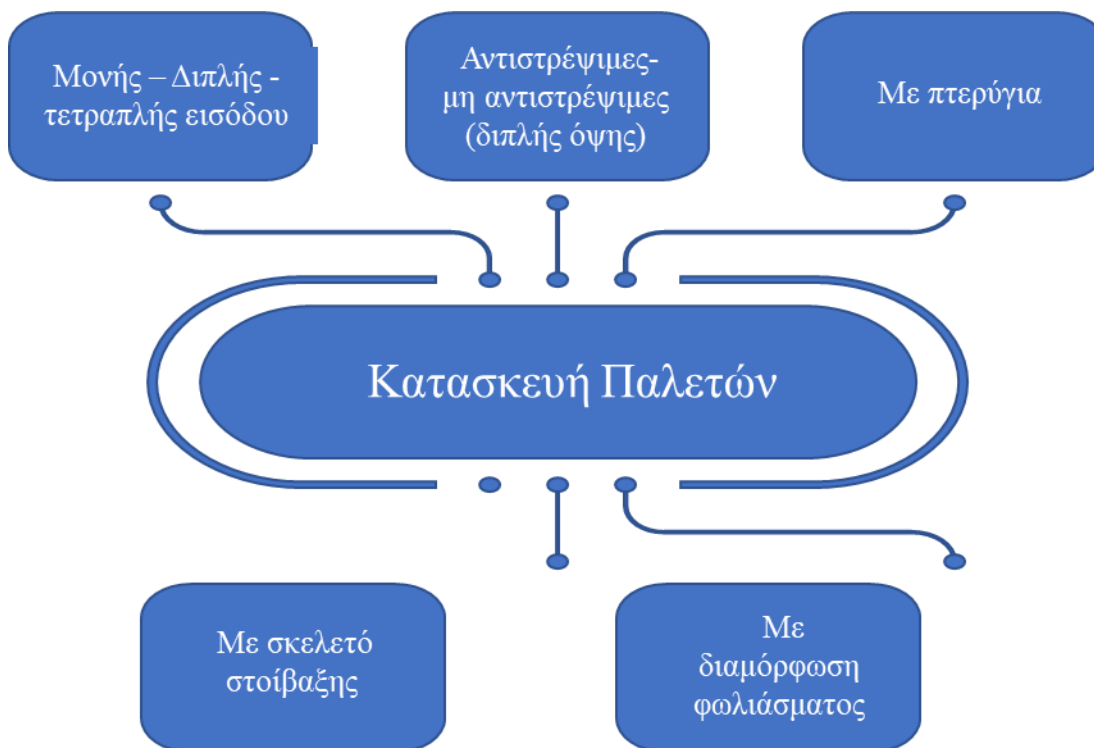 Μονής – Διπλής -
τετραπλής εισόδου
Αντιστρέψιμες-
μη αντιστρέψιμες
(διπλής όψης)
Με πτερύγια
Κατασκευή Παλετών
Με σκελετό
στοίβαξης
Με
διαμόρφωση
φωλιάσματος